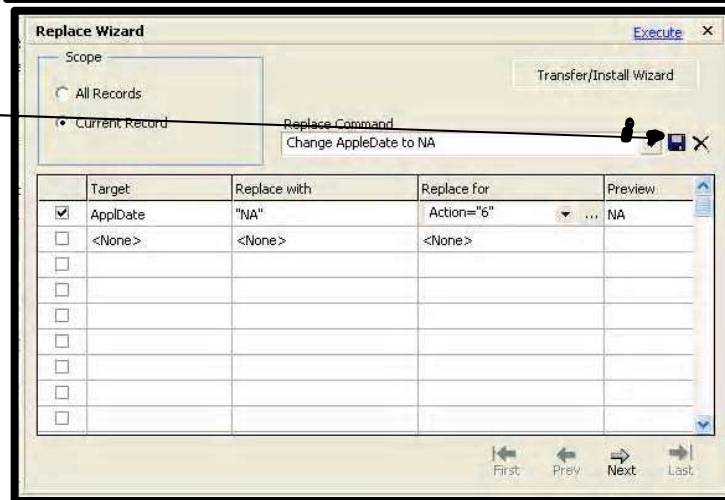 Replace Wizard Execute
Scope
All Records
Current Record
Transfer/Install Wizard
Replace Command
Change AppleDate to NA
Target Replace with Replace for Preview
ApplDate "NA" Action="6" ... NA
<None> <None> <None>
First Prev Next Last